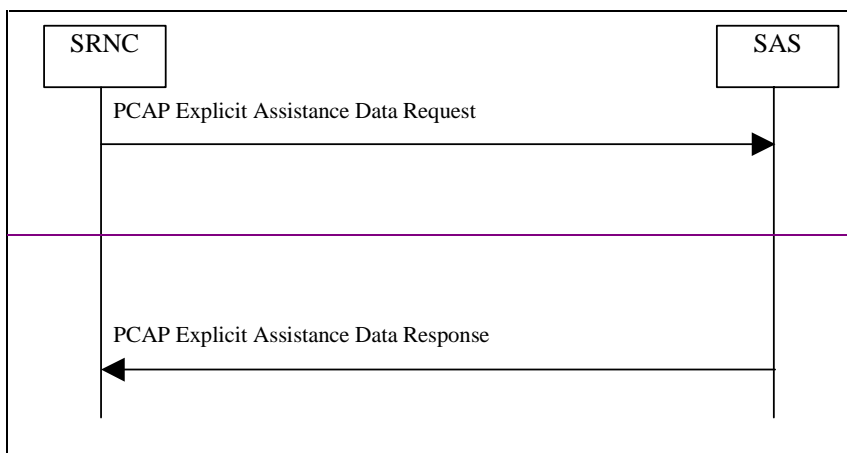 SRNC
SAS
PCAP Explicit Assistance Data Request
PCAP Explicit Assistance Data Response